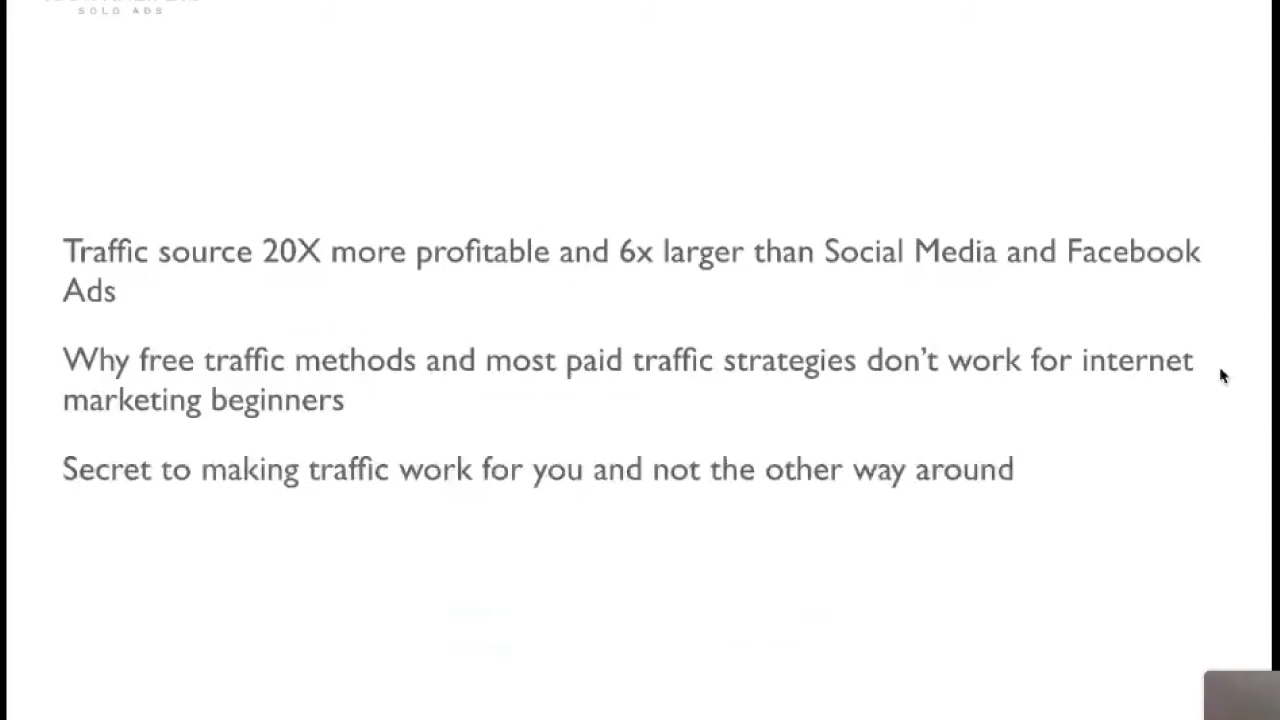 SOLO ADS
Traffic source 20X more profitable and 6x larger than Social Media and Facebook
Ads
Why free traffic methods and most paid traffic strategies don’t work for internet
marketing beginners
Secret to making traffic work for you and not the other way around